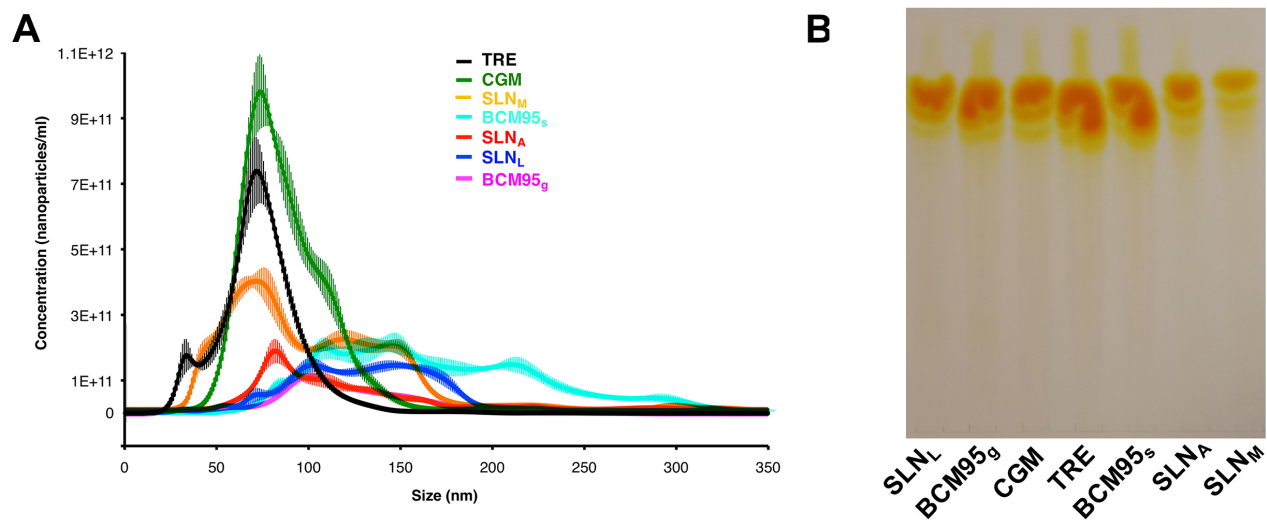 A
1.1E+12
9E+11
7E+11
5E+11
3E+11
1E+11
0
Concentration (nanoparticles/ml)
0 50 100 150 200 250 300 350
Size (nm)
TRE
CGM
SLNM
BCM95s
SLNA
SLNL
BCM95g
B
SLNL BCM95g CGM TRE BCM95s SLNA SLNM